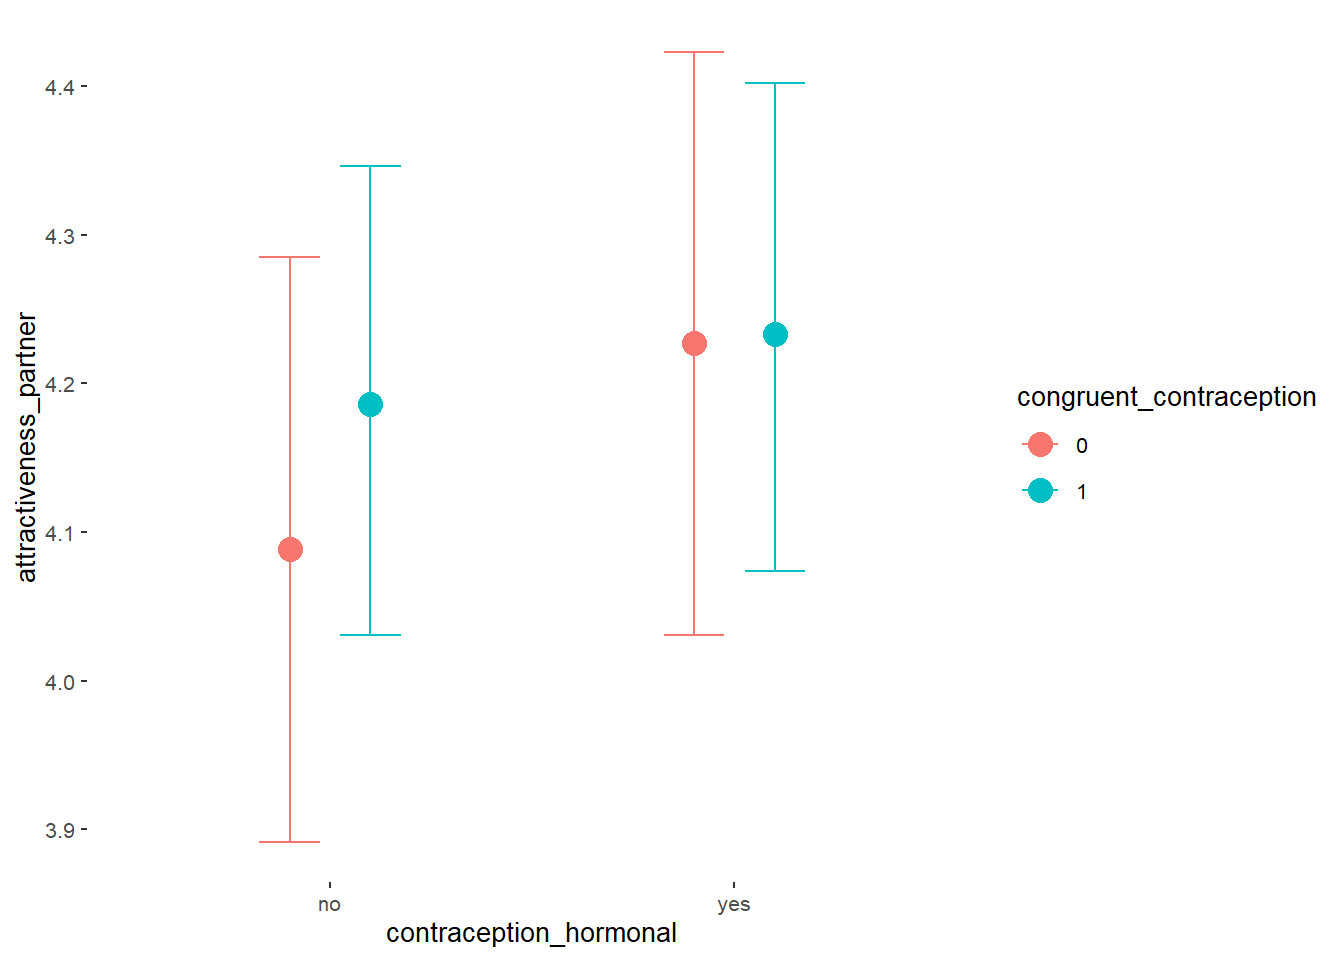 4.4
4.3
4.2
4.1
4.0
3.9
attractiveness_partner
no
yes
contraception_hormonal
congruent_contraception
0
1